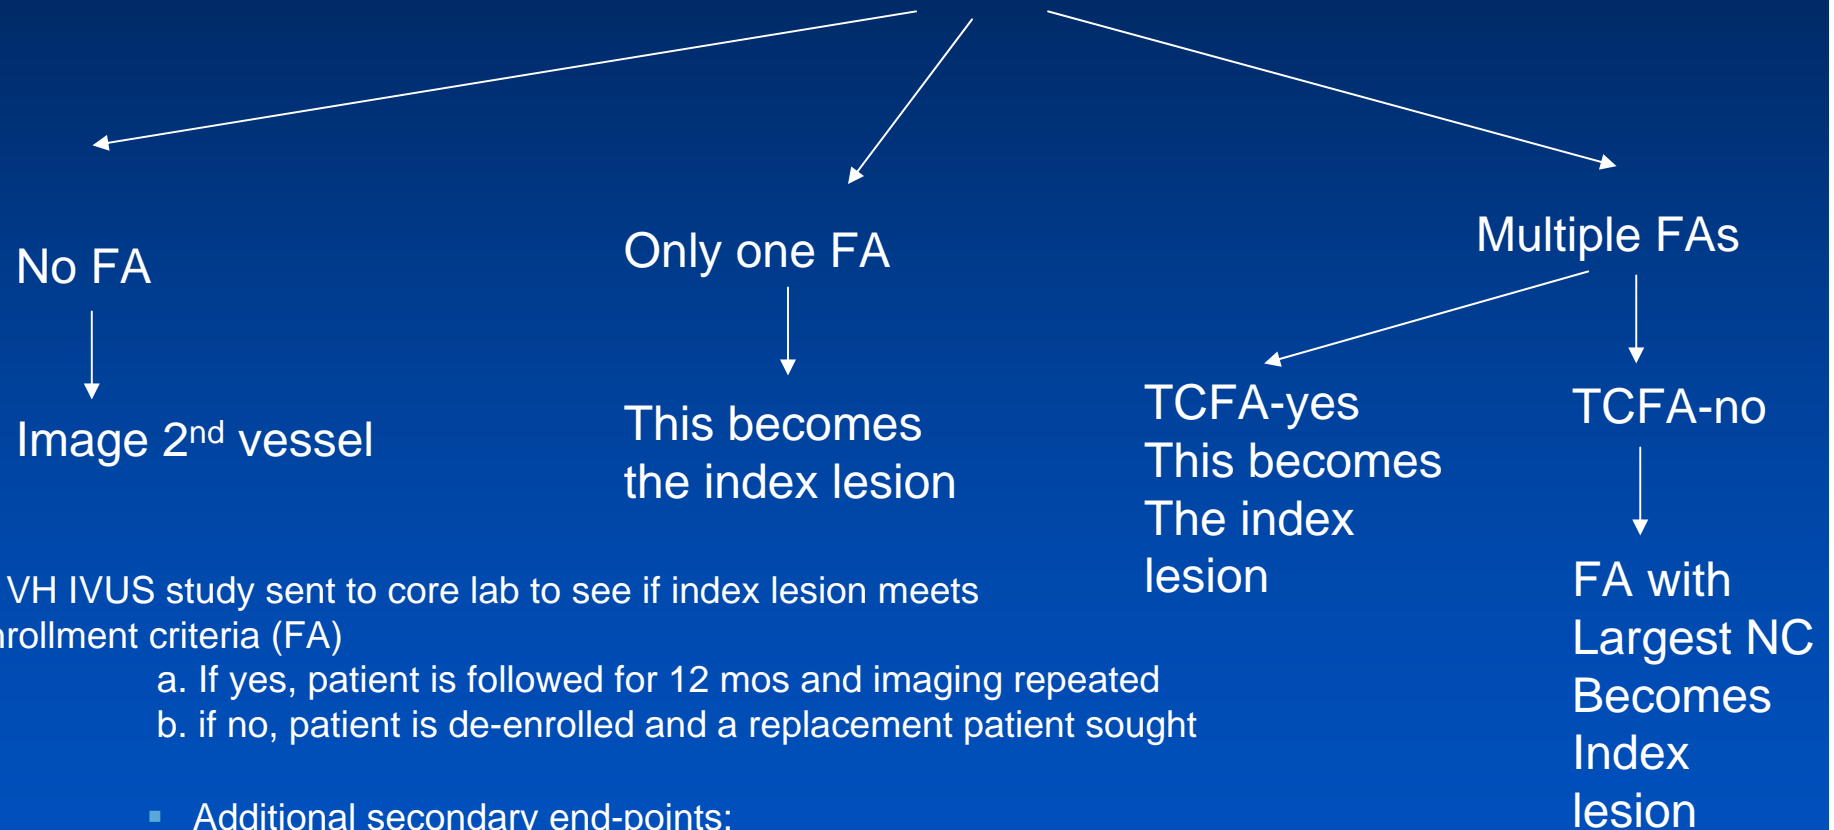 No FA
Only one FA
Multiple FAs
Image 2nd vessel
This becomes
the index lesion
TCFA-yes
This becomes
The index
lesion
TCFA-no
FA with
Largest NC
Becomes
Index
lesion
VH IVUS study sent to core lab to see if index lesion meets
nrollment criteria (FA)
a. If yes, patient is followed for 12 mos and imaging repeated
b. if no, patient is de-enrolled and a replacement patient sought
▪ Additional secondary end-points: